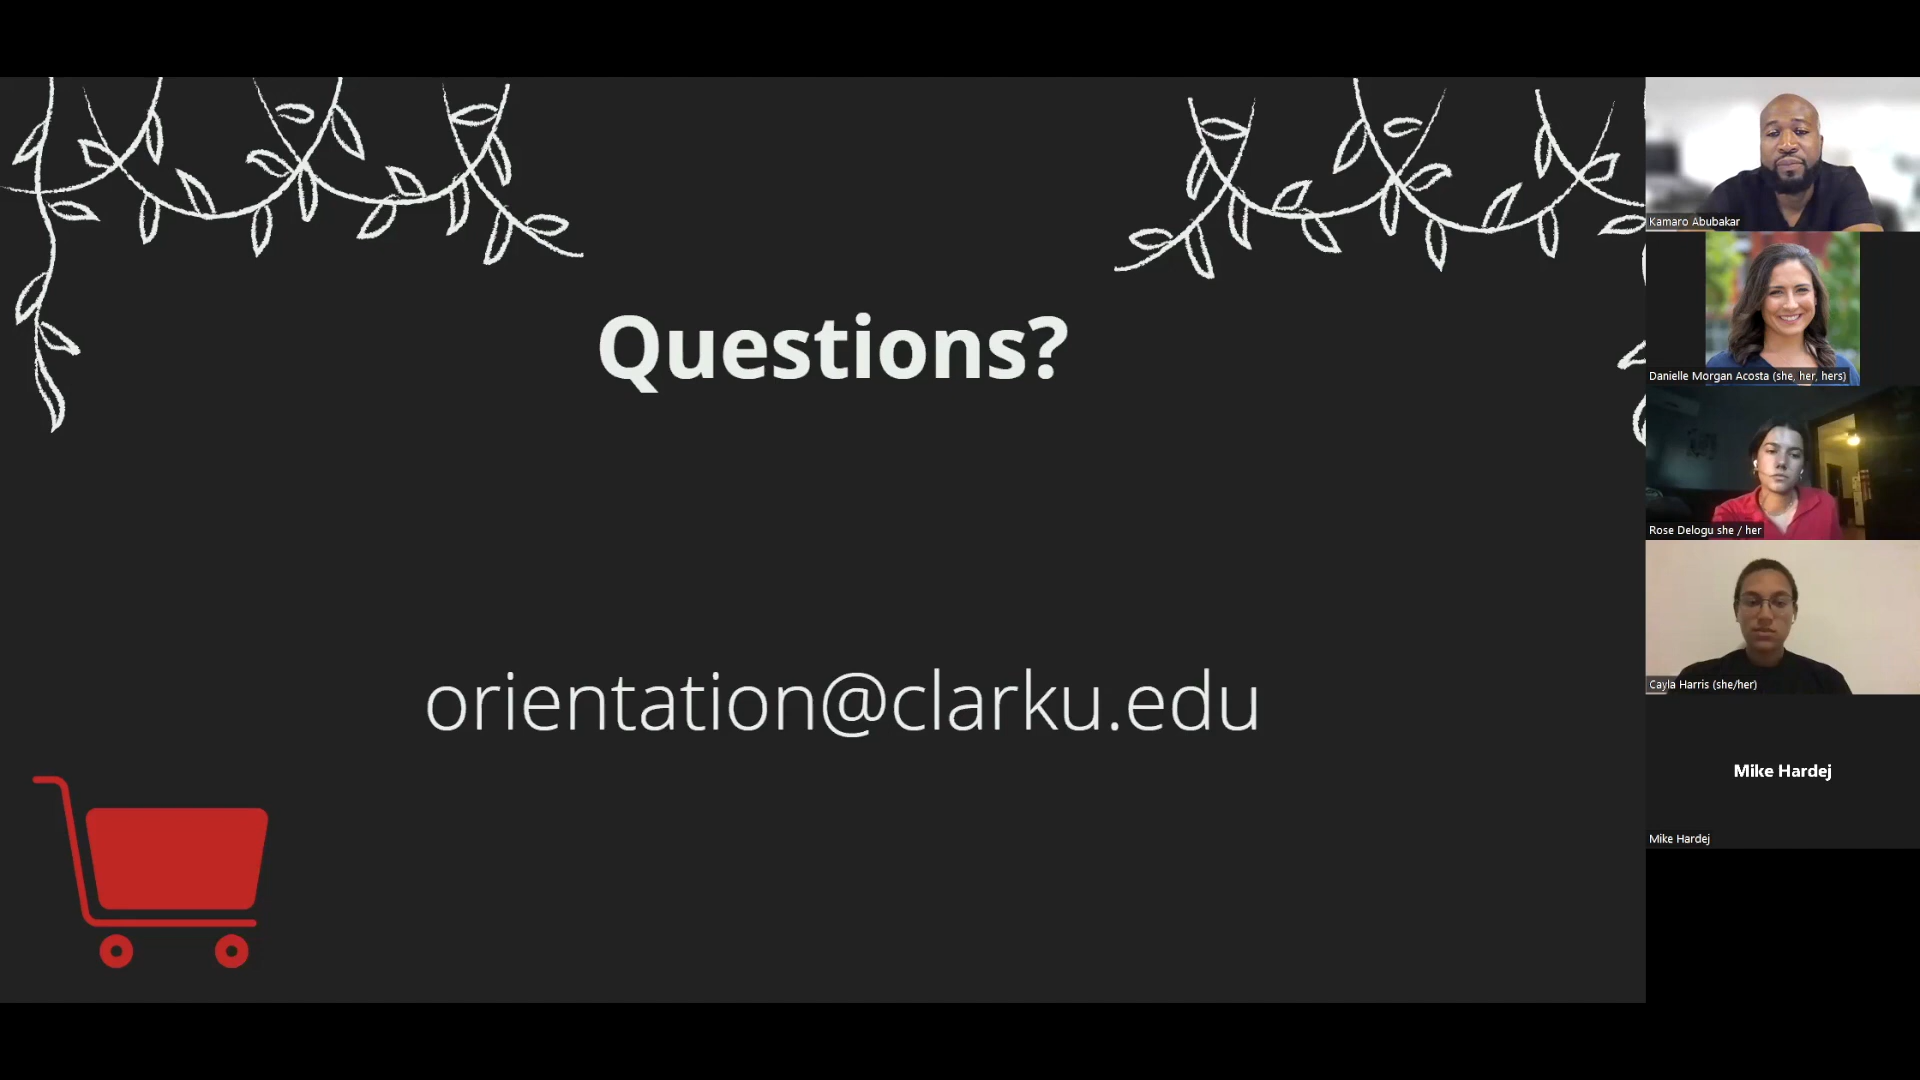 Questions?
orientation@clarku.edu
Kamaro Abubakar
Danielle Morgan Acosta (she, her, hers)
Rose Delogu she / her
Cayla Harris (she/her)
Mike Hardej
Mike Hardej